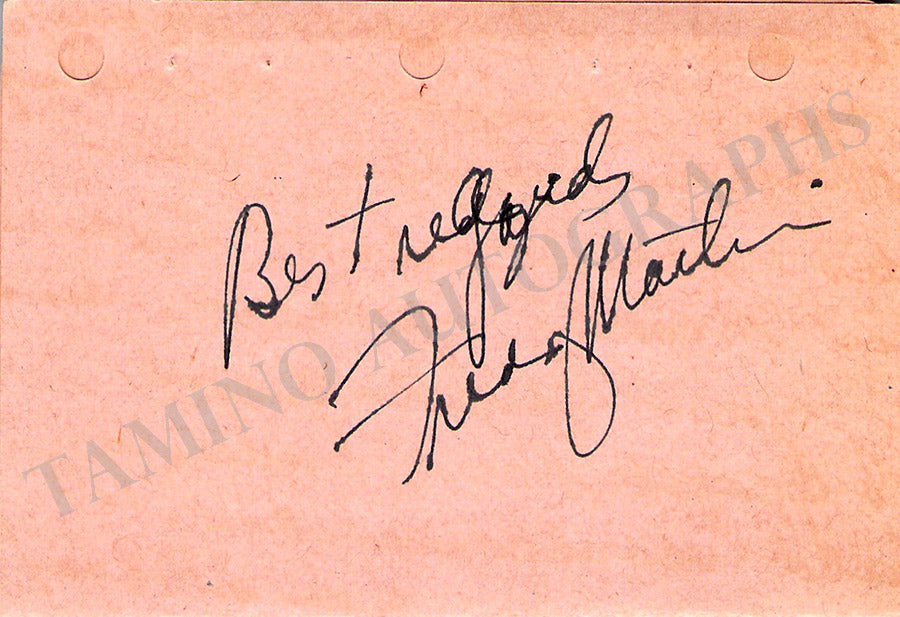 Best regards
Freddy Martin
TAMINO AUTOGRAPHS